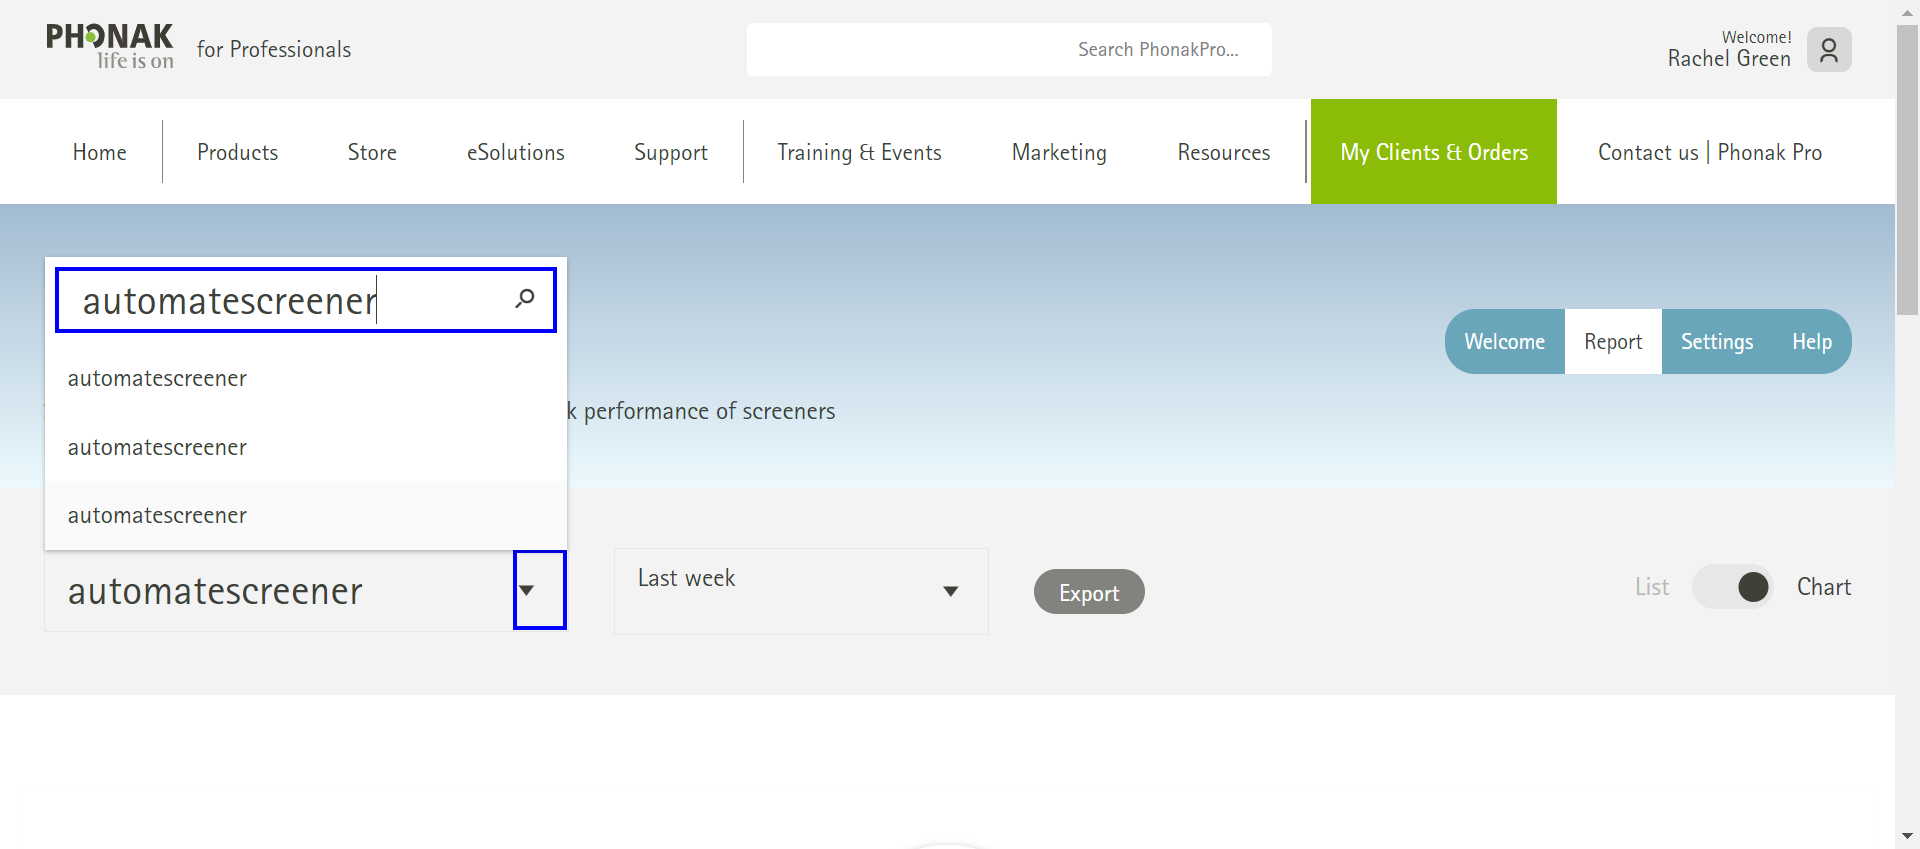 PHONAK
life is on
for Professionals
Search PhonakPro...
Welcome!
Rachel Green
Home
Products
Store
eSolutions
Support
Training & Events
Marketing
Resources
My Clients & Orders
Contact us | Phonak Pro
automatescreener
automatescreener
automatescreener
automatescreener
Welcome
Report
Settings
Help
k performance of screeners
automatescreener
Last week
Export
List
Chart